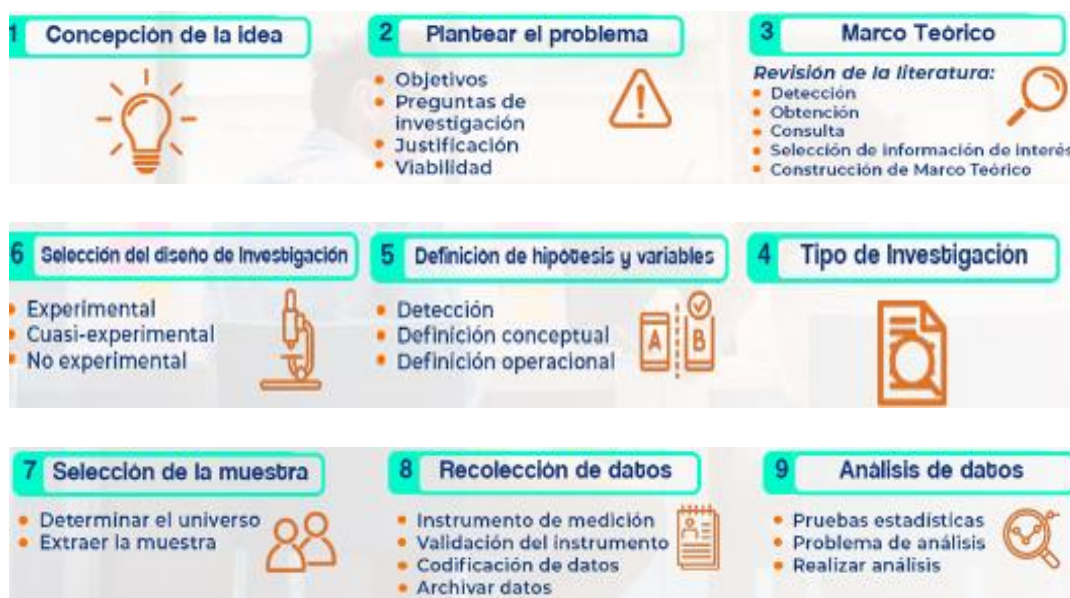 1 Concepción de la idea
2 Plantear el problema
• Objetivos
• Preguntas de
investigación
• Justificación
• Viabilidad
3 Marco Teórico
Revisión de la literatura:
• Detección
• Obtención
• Consulta
• Selección de información de interés
• Construcción de Marco Teórico
6 Selección del diseño de Investigación
• Experimental
• Cuasi-experimental
• No experimental
5 Definición de hipótesis y variables
• Detección
• Definición conceptual
• Definición operacional
A B
4 Tipo de Investigación
7 Selección de la muestra
• Determinar el universo
• Extraer la muestra
8 Recolección de datos
• Instrumento de medición
• Validación del instrumento
• Codificación de datos
• Archivar datos
9 Análisis de datos
• Pruebas estadísticas
• Problema de análisis
• Realizar análisis